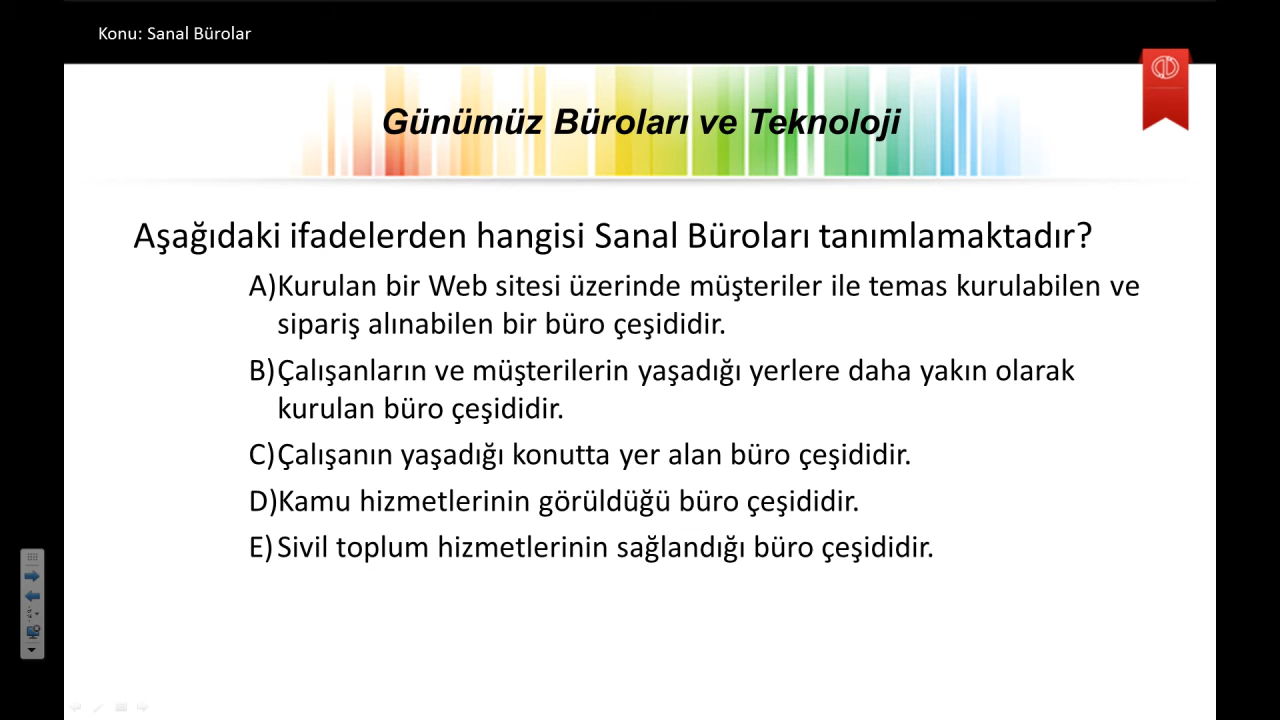 Konu: Sanal Bürolar
Günümüz Büroları ve Teknoloji
Aşağıdaki ifadelerden hangisi Sanal Büroları tanımlamaktadır?
A)Kurulan bir Web sitesi üzerinde müşteriler ile temas kurulabilen ve
sipariş alınabilen bir büro çeşididir.
B)Çalışanların ve müşterilerin yaşadığı yerlere daha yakın olarak
kurulan büro çeşididir.
C)Çalışanın yaşadığı konutta yer alan büro çeşididir.
D)Kamu hizmetlerinin görüldüğü büro çeşididir.
E)Sivil toplum hizmetlerinin sağlandığı büro çeşididir.